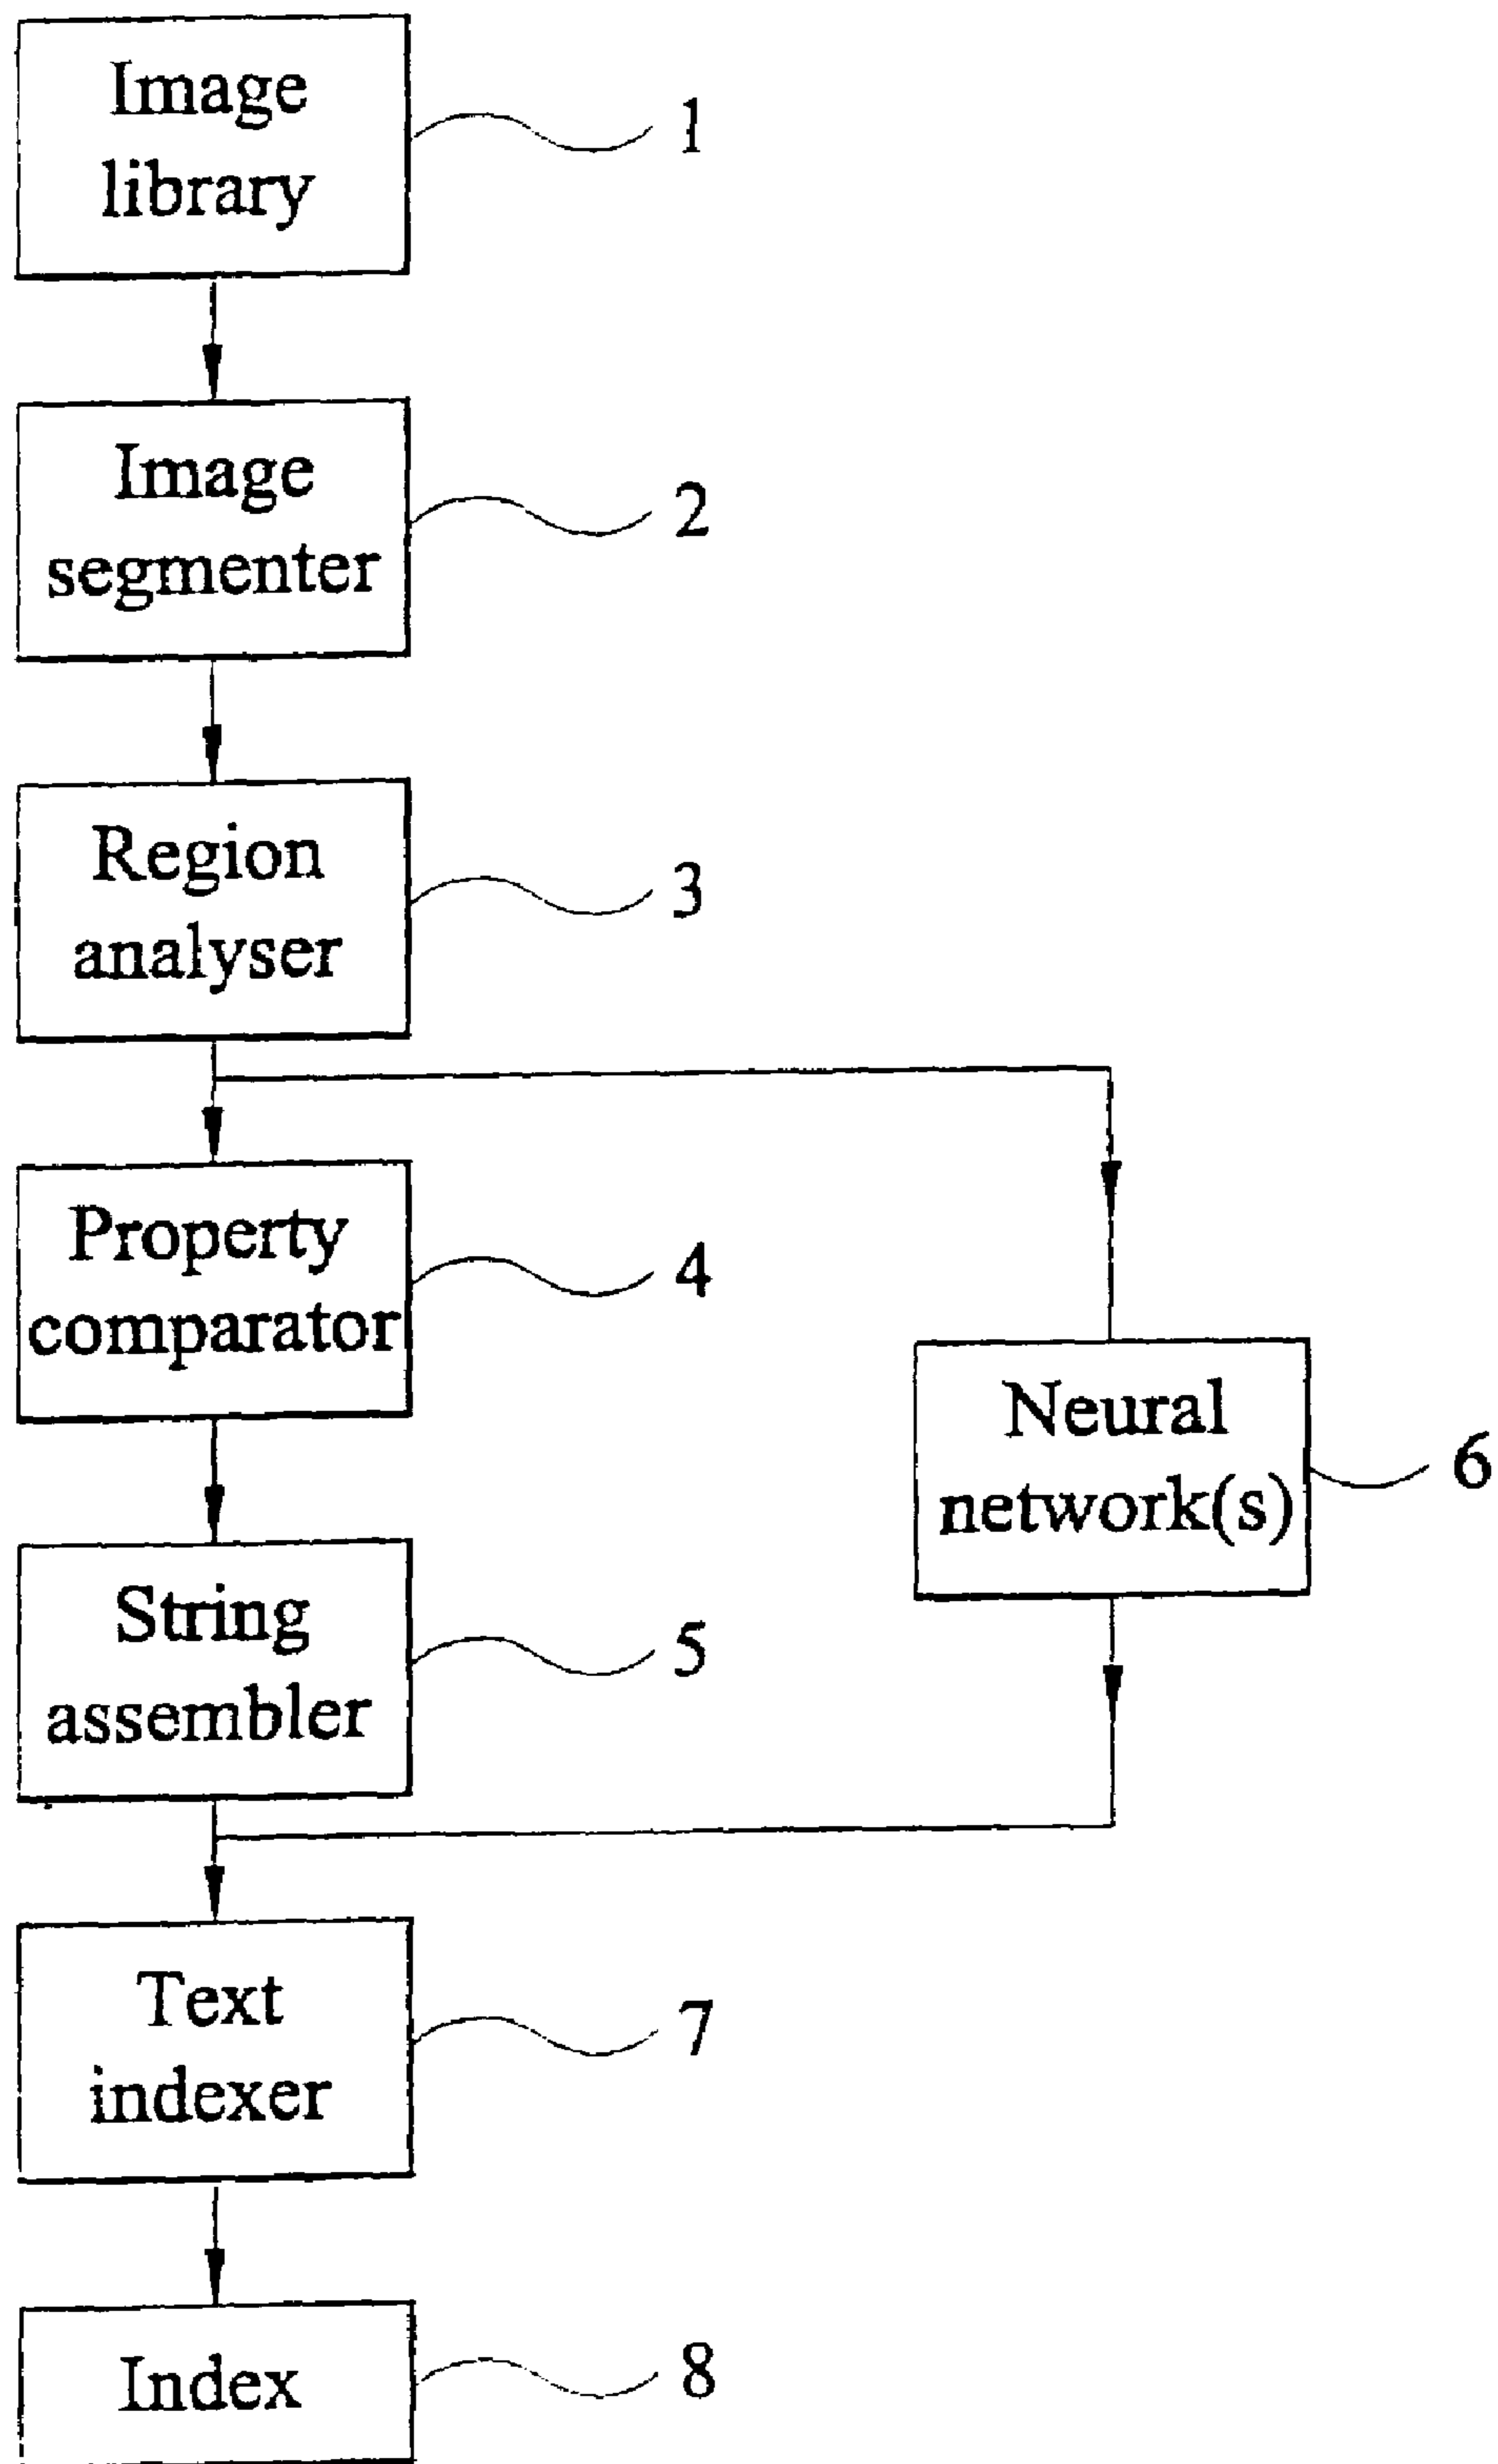 Image
library
1
Image
segmenter
2
Region
analyser
3
Property
comparator
4
Neural
network(s)
6
String
assembler
5
Text
indexer
7
Index
8